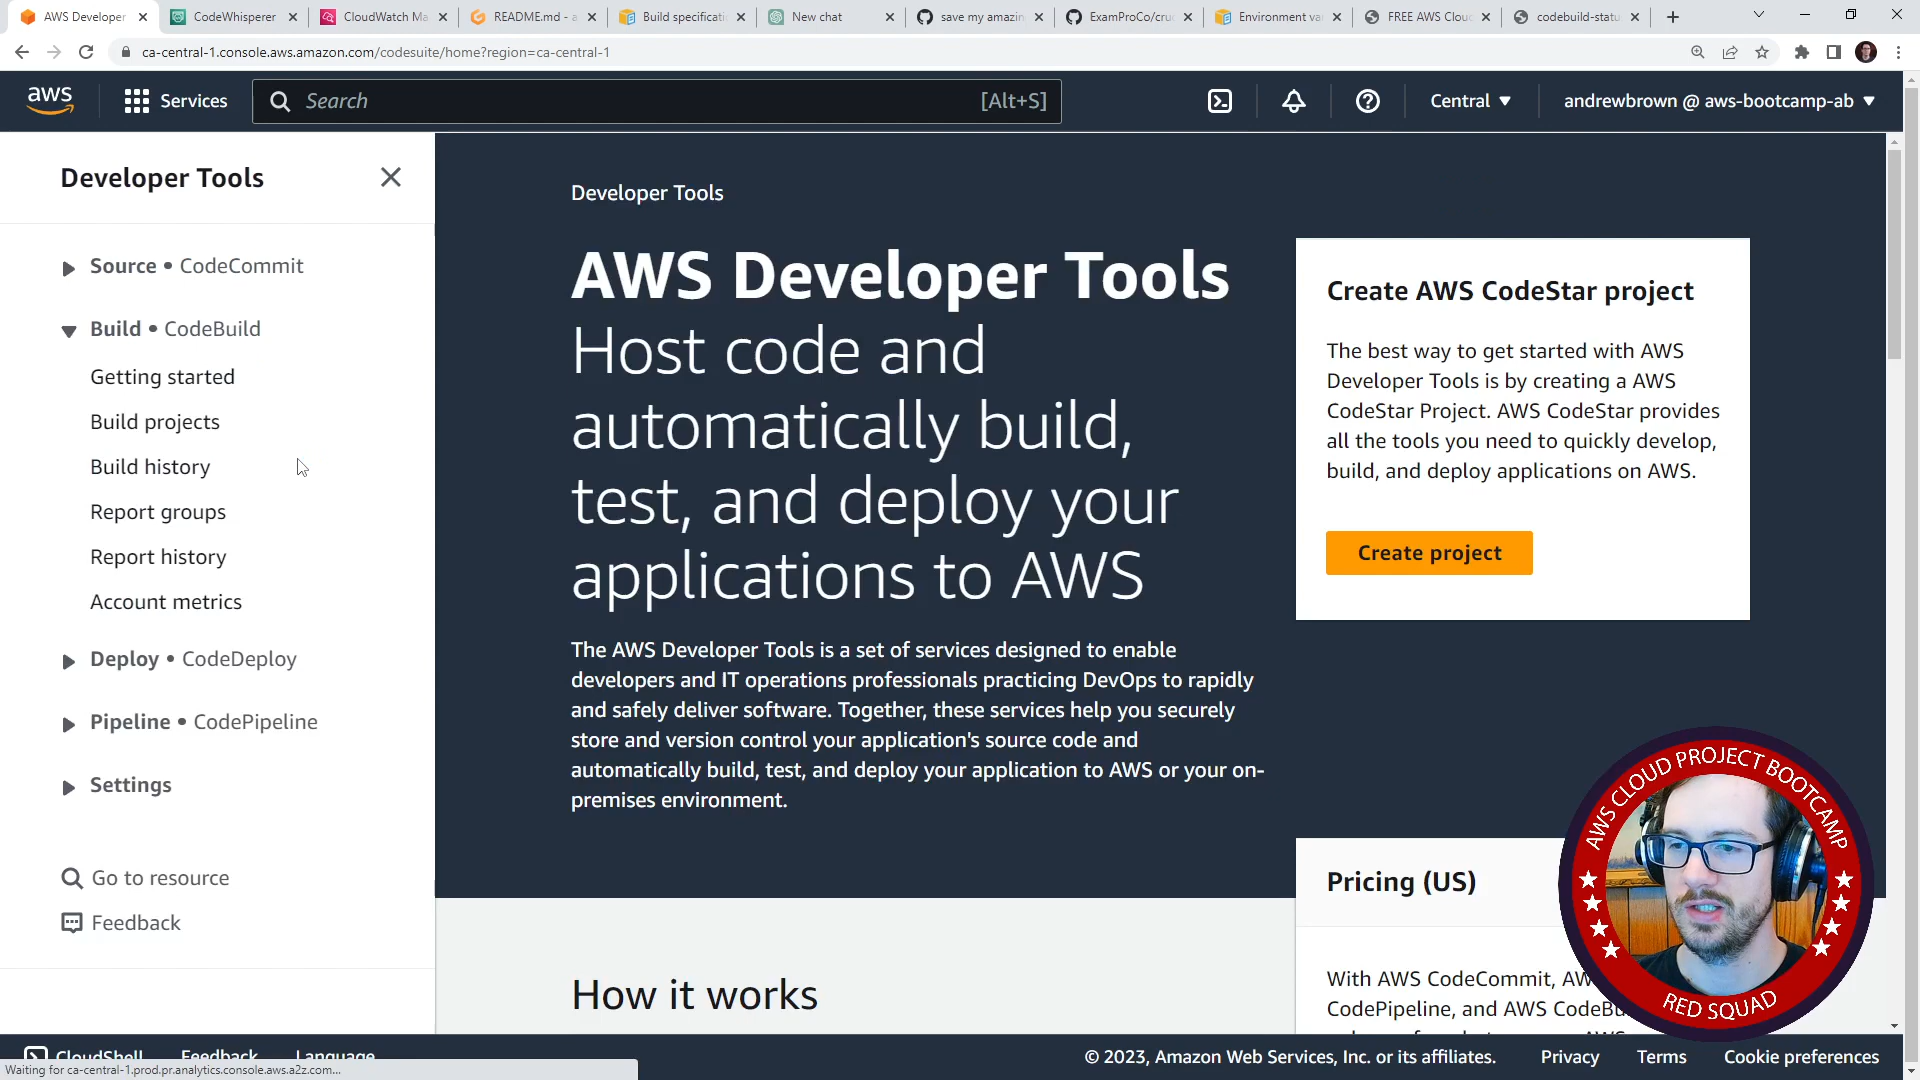 AWS Developer
CodeWhisperer
CloudWatch Ma
README.md - a
Build specificati
New chat
save my amazin
ExamProCo/cruc
Environment va
FREE AWS Cloud
codebuild-statu
ca-central-1.console.aws.amazon.com/codesuite/home?region=ca-central-1
aws
Services
Search
[Alt+S]
Central
andrewbrown @ aws-bootcamp-ab
Developer Tools
Source • CodeCommit
Build • CodeBuild
Getting started
Build projects
Build history
Report groups
Report history
Account metrics
Deploy • CodeDeploy
Pipeline • CodePipeline
Settings
Go to resource
Feedback
Developer Tools
AWS Developer Tools
Host code and
automatically build,
test, and deploy your
applications to AWS
The AWS Developer Tools is a set of services designed to enable
developers and IT operations professionals practicing DevOps to rapidly
and safely deliver software. Together, these services help you securely
store and version control your application's source code and
automatically build, test, and deploy your application to AWS or your on-
premises environment.
Create AWS CodeStar project
The best way to get started with AWS
Developer Tools is by creating a AWS
CodeStar Project. AWS CodeStar provides
all the tools you need to quickly develop,
build, and deploy applications on AWS.
Create project
Pricing (US)
With AWS CodeCommit, AW
CodePipeline, and AWS CodeBu
How it works
AWS CLOUD PROJECT BOOTCAMP
RED SQUAD
CloudShell
Feedback
Language
© 2023, Amazon Web Services, Inc. or its affiliates.
Privacy
Terms
Cookie preferences
Waiting for ca-central-1.prod.pr.analytics.console.aws.a2z.com...